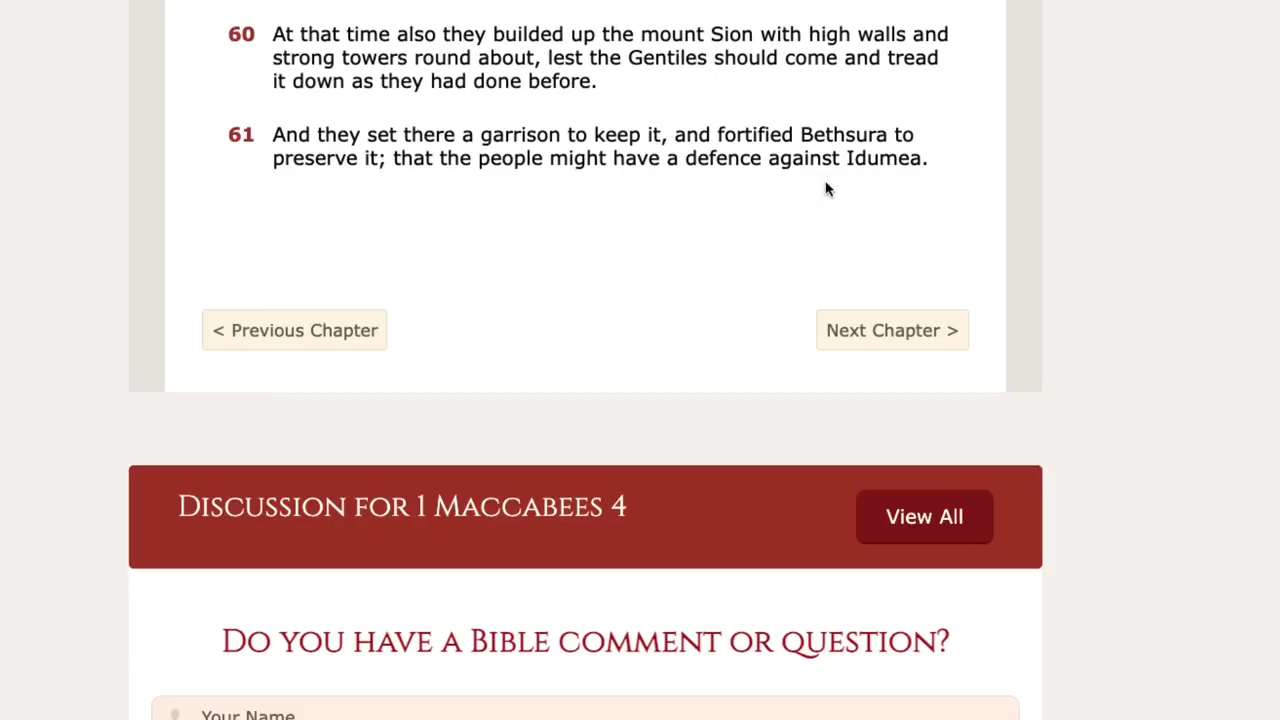 60 At that time also they builded up the mount Sion with high walls and
strong towers round about, lest the Gentiles should come and tread
it down as they had done before.
61 And they set there a garrison to keep it, and fortified Bethsura to
preserve it; that the people might have a defence against Idumea.
< Previous Chapter
Next Chapter >
Discussion for 1 Maccabees 4
View All
Do you have a Bible comment or question?
Your Name